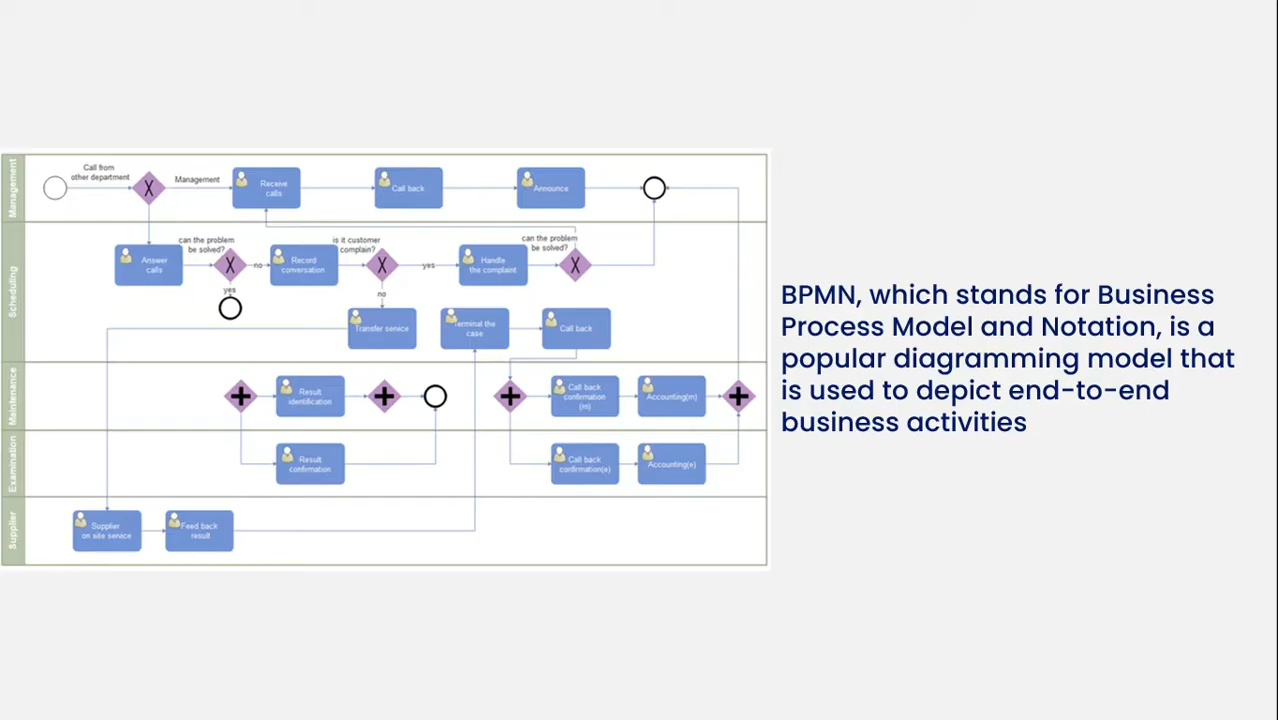 Management
Call from
other department
Management
Receive
calls
Call back
Announce
Scheduling
Answer
calls
can the problem
be solved?
no
yes
Record
conversation
is it customer
complain?
yes
no
Handle
the complaint
can the problem
be solved?
Transfer service
Terminal the
case
Call back
Maintenance
Result
identification
Call back
confirmation
(m)
Accounting(m)
Examination
Result
confirmation
Call back
confirmation(e)
Accounting(e)
Supplier
Supplier
on site service
Feed back
result
BPMN, which stands for Business
Process Model and Notation, is a
popular diagramming model that
is used to depict end-to-end
business activities